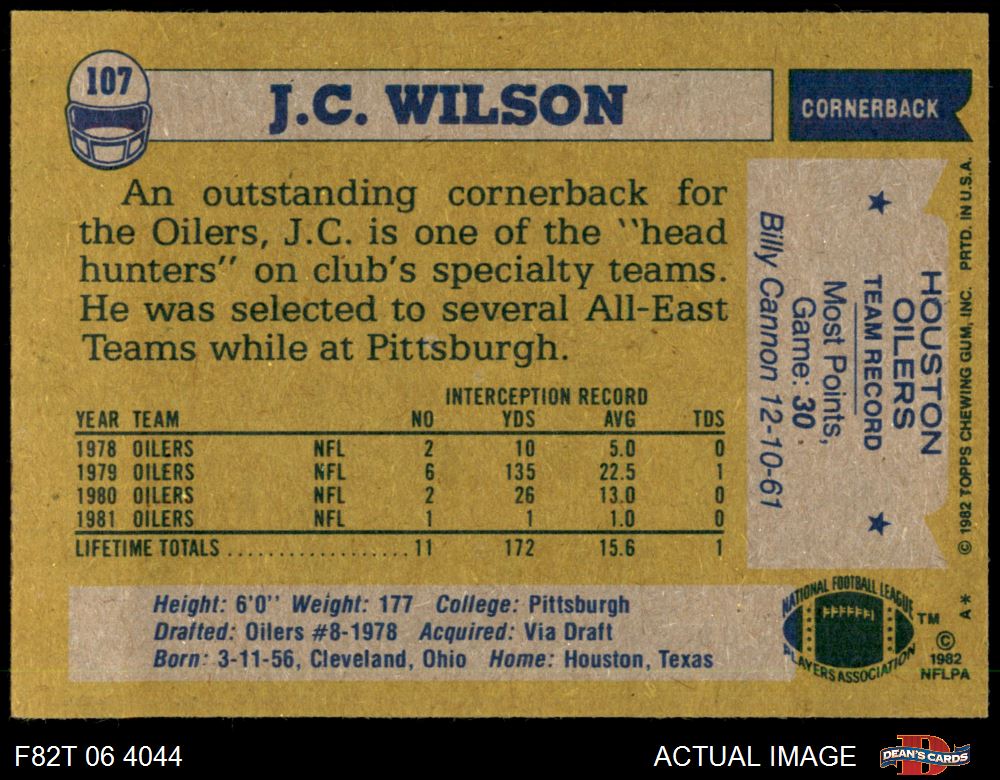 107
J.C. WILSON
CORNERBACK
An outstanding cornerback for
the Oilers, J.C. is one of the "head
hunters" on club's specialty teams.
He was selected to several All-East
Teams while at Pittsburgh.
INTERCEPTION RECORD
YEAR TEAM NO YDS AVG TDS
1978 OILERS NFL 2 10 5.0 0
1979 OILERS NFL 6 135 22.5 1
1980 OILERS NFL 2 26 13.0 0
1981 OILERS NFL 1 1 1.0 0
LIFETIME TOTALS .................... 11 172 15.6 1
Height: 6'0" Weight: 177 College: Pittsburgh
Drafted: Oilers #8-1978 Acquired: Via Draft
Born: 3-11-56, Cleveland, Ohio Home: Houston, Texas
HOUSTON
OILERS
★ TEAM RECORD ★
Most Points,
Game: 30
Billy Cannon 12-10-61
© 1982 TOPPS CHEWING GUM, INC. PRTD. IN U.S.A.
A*
NATIONAL FOOTBALL LEAGUE
PLAYERS ASSOCIATION
TM
©
1982
NFLPA
F82T 06 4044
ACTUAL IMAGE
DEAN'S CARDS